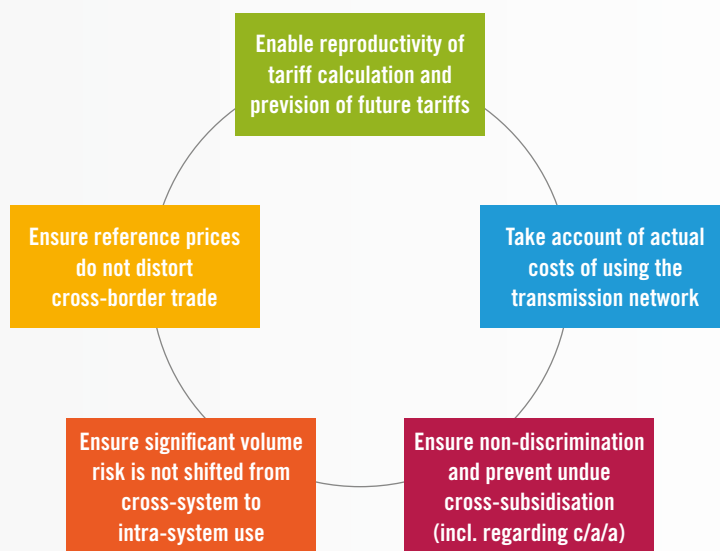 Enable reproductivity of
tariff calculation and
prevision of future tariffs
Ensure reference prices
do not distort
cross-border trade
Take account of actual
costs of using the
transmission network
Ensure significant volume
risk is not shifted from
cross-system to
intra-system use
Ensure non-discrimination
and prevent undue
cross-subsidisation
(incl. regarding c/a/a)